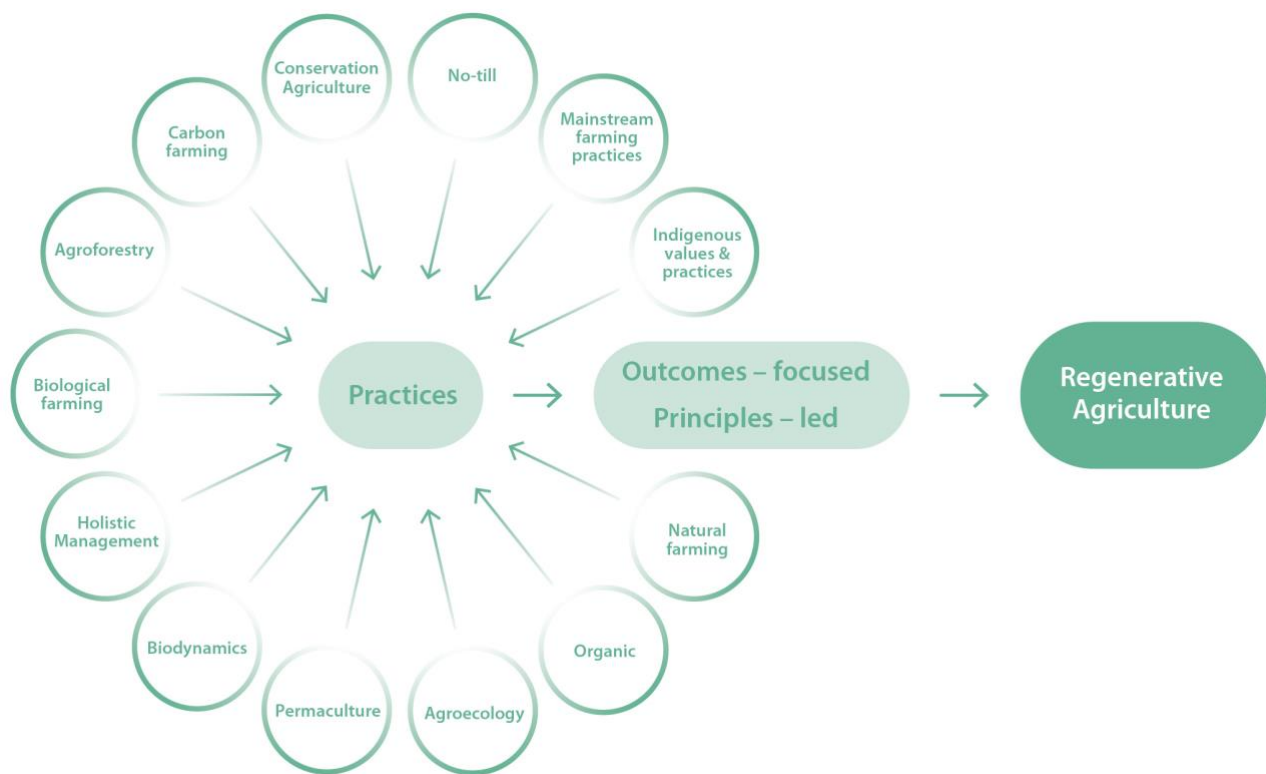 Conservation
Agriculture
No-till
Carbon
farming
Mainstream
farming
practices
Agroforestry
Indigenous
values &
practices
Biological
farming
Practices
Outcomes – focused
Principles – led
Regenerative
Agriculture
Holistic
Management
Natural
farming
Biodynamics
Organic
Permaculture
Agroecology